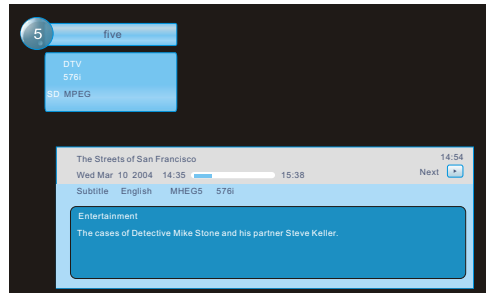 5 five
DTV
576i
SD MPEG
The Streets of San Francisco 14:54
Wed Mar 10 2004 14:35 15:38 Next
Subtitle English MHEG5 576i
Entertainment
The cases of Detective Mike Stone and his partner Steve Keller.